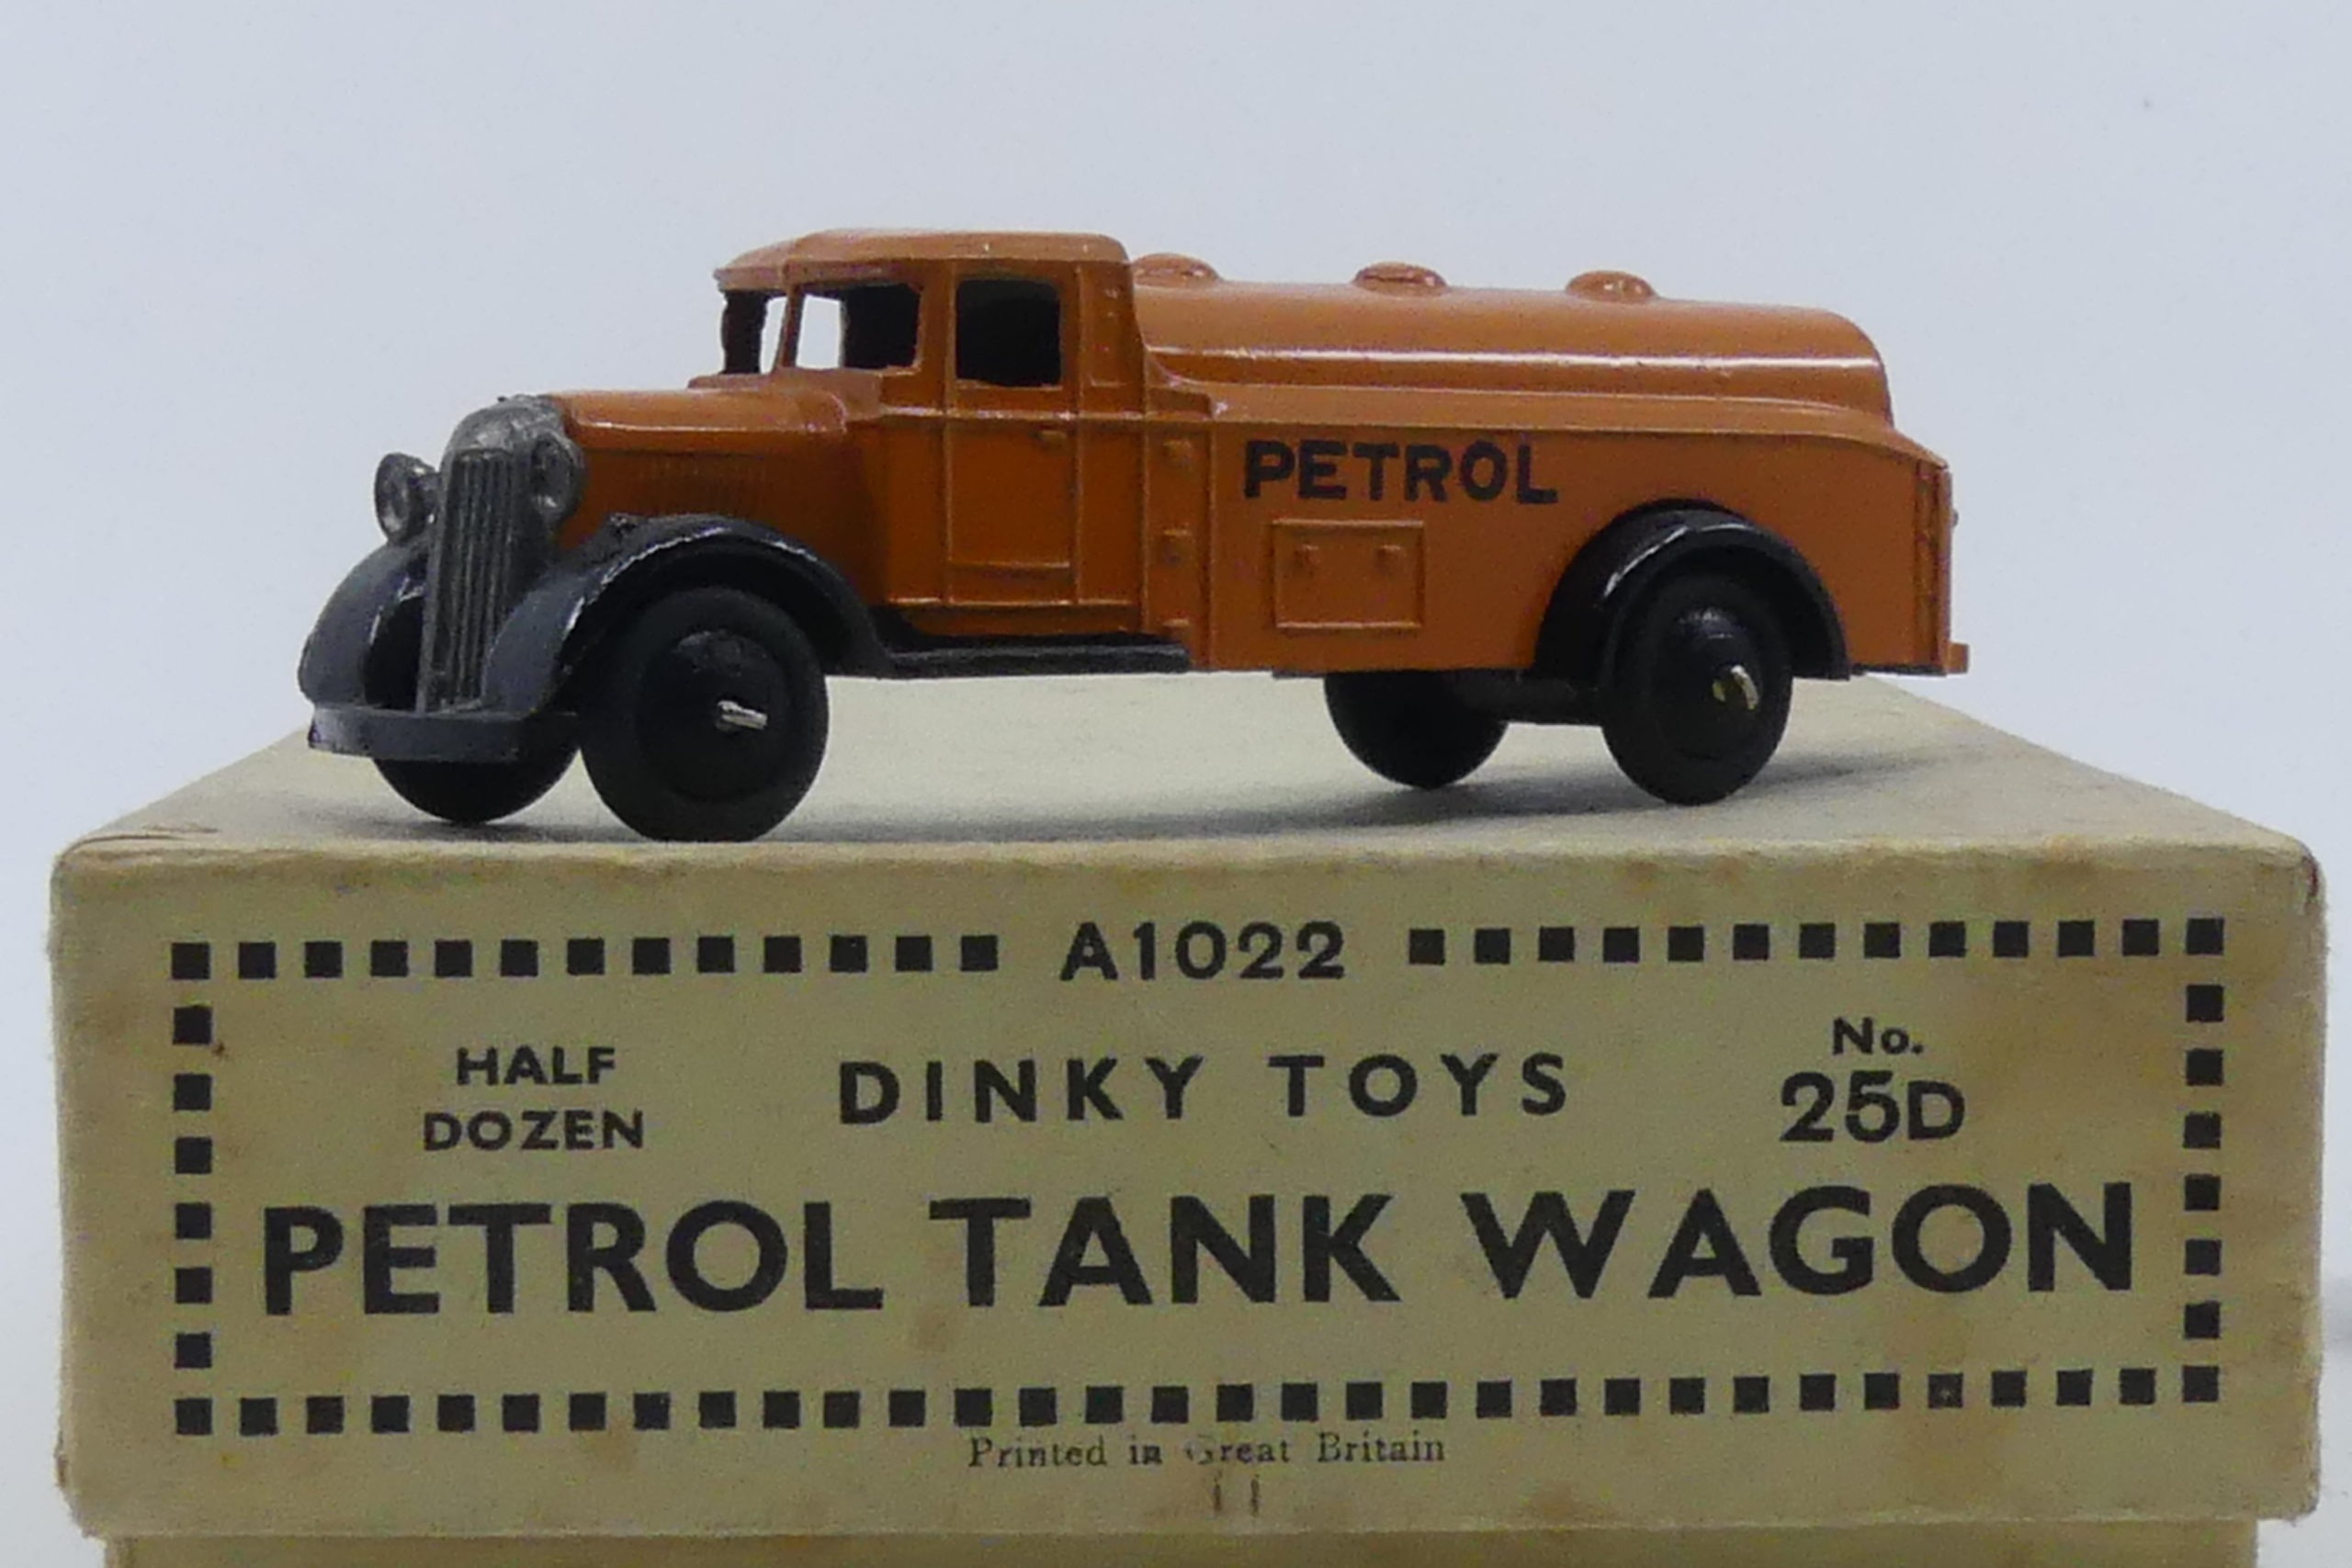 PETROL
A1022
HALF
DOZEN
DINKY TOYS
No.
25D
PETROL TANK WAGON
Printed in Great Britain